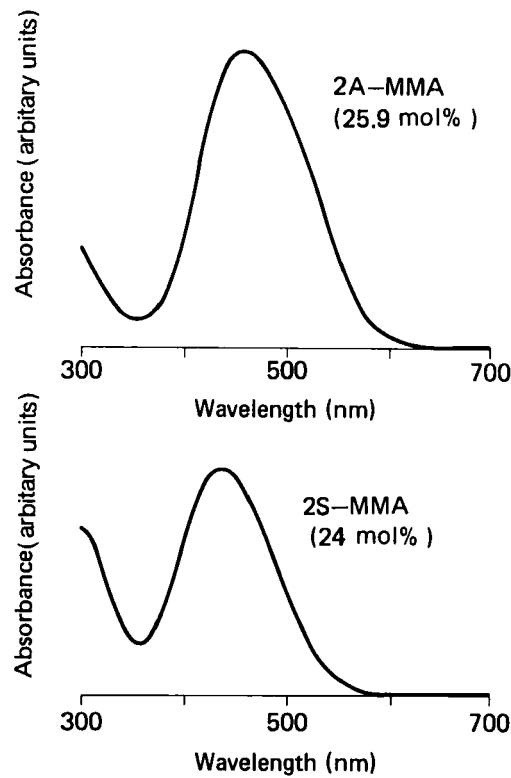 Absorbance (arbitary units)
2A–MMA
(25.9 mol% )
300 500 700
Wavelength (nm)
Absorbance( arbitary units)
2S–MMA
(24 mol% )
300 500 700
Wavelength (nm)